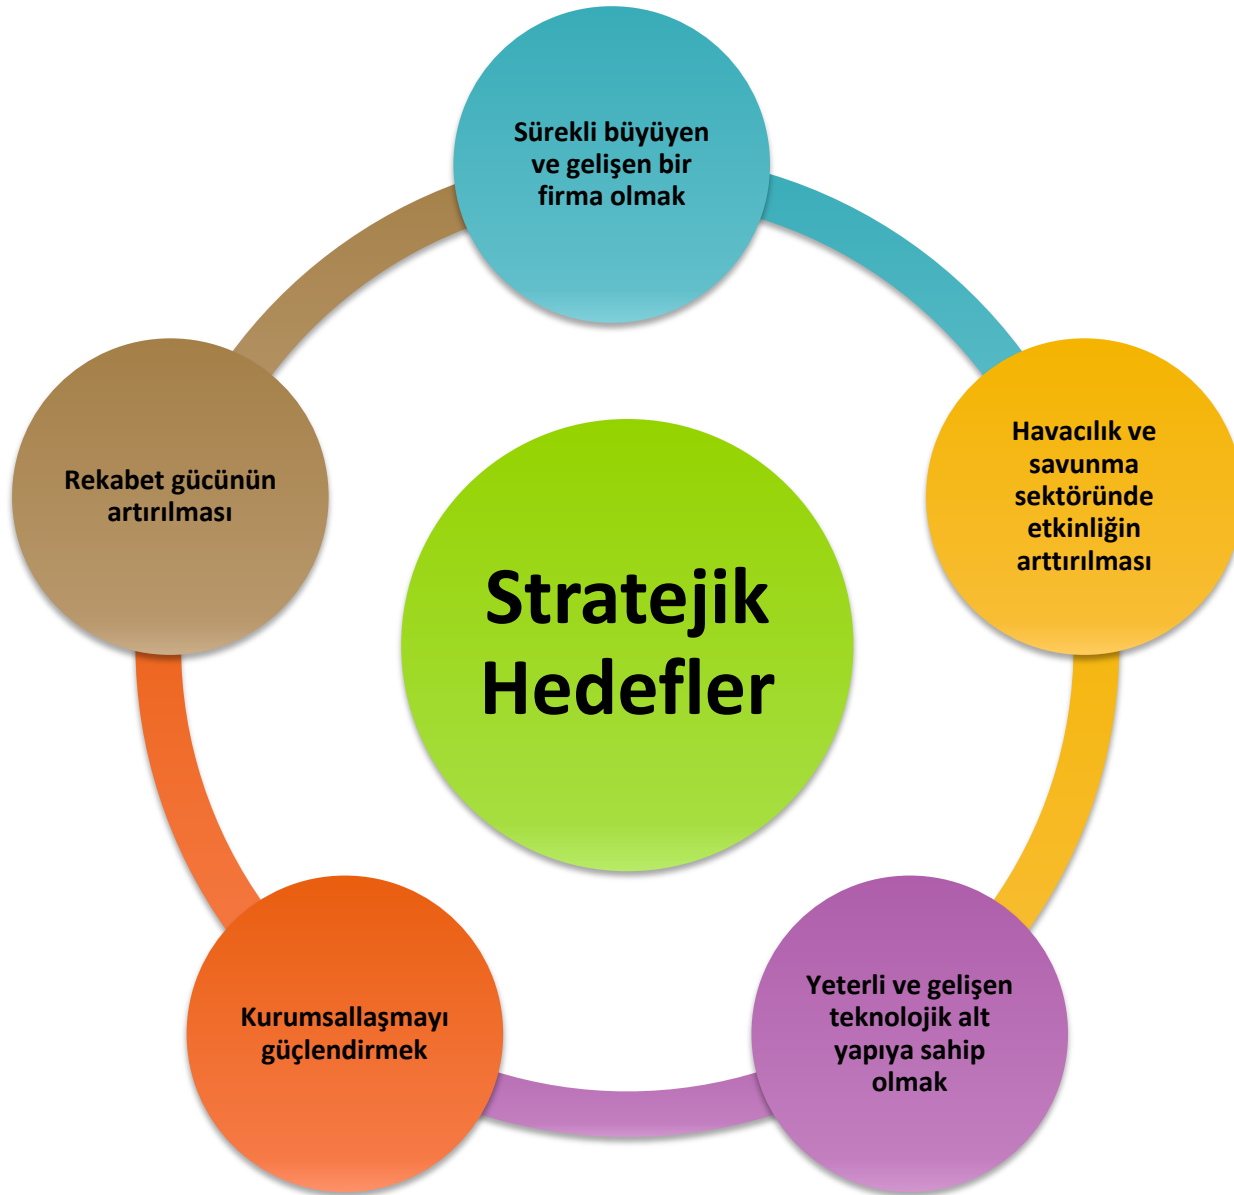 Sürekli büyüyen
ve gelişen bir
firma olmak
Havacılık ve
savunma
sektöründe
etkinliğin
arttırılması
Rekabet gücünün
artırılması
Stratejik
Hedefler
Yeterli ve gelişen
teknolojik alt
yapıya sahip
olmak
Kurumsallaşmayı
güçlendirmek